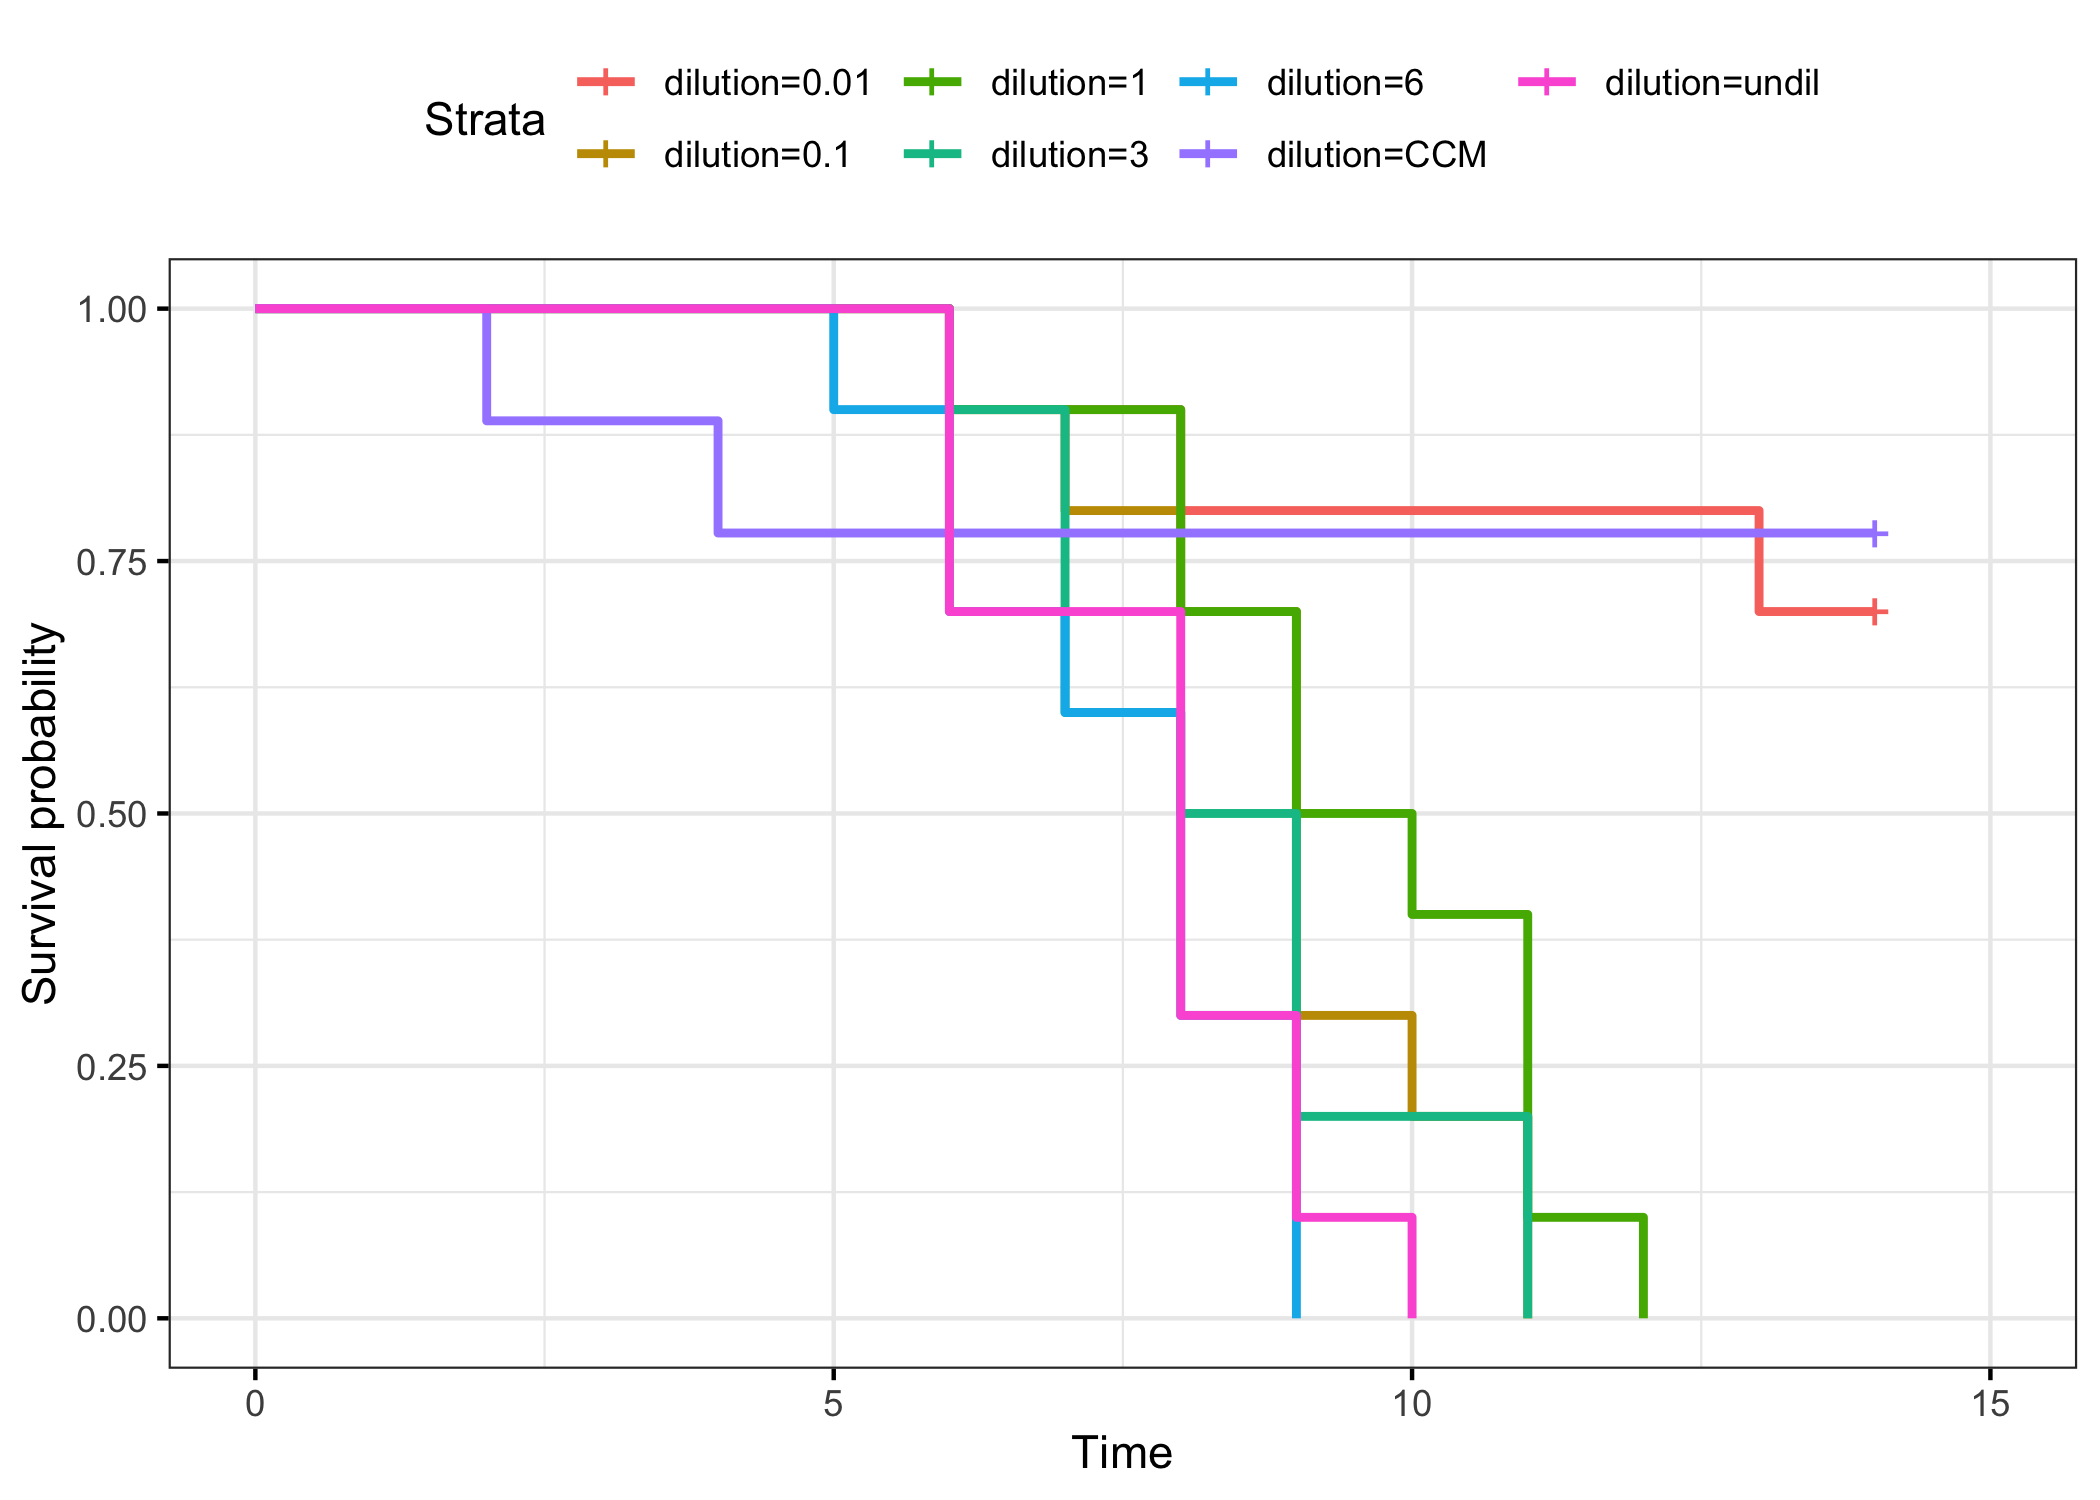 Strata
dilution=0.01
dilution=1
dilution=6
dilution=undil
dilution=0.1
dilution=3
dilution=CCM
Survival probability
1.00
0.75
0.50
0.25
0.00
0
5
10
15
Time